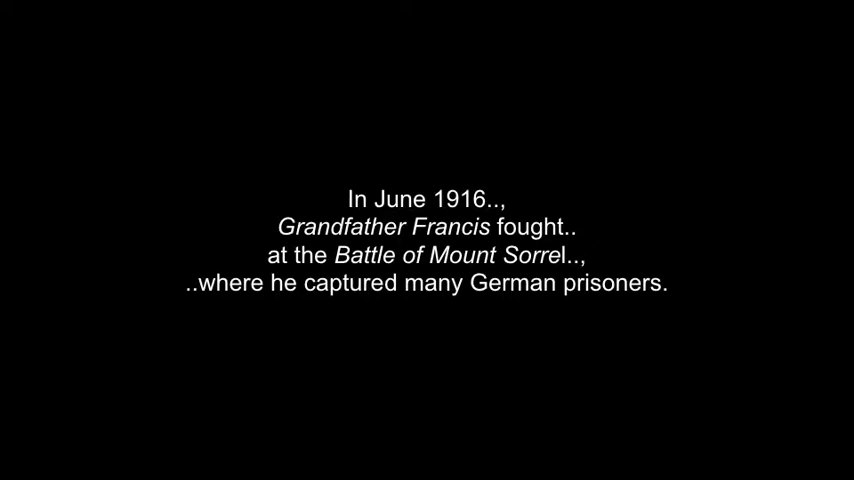 In June 1916..,
Grandfather Francis fought..
at the Battle of Mount Sorrel..,
..where he captured many German prisoners.